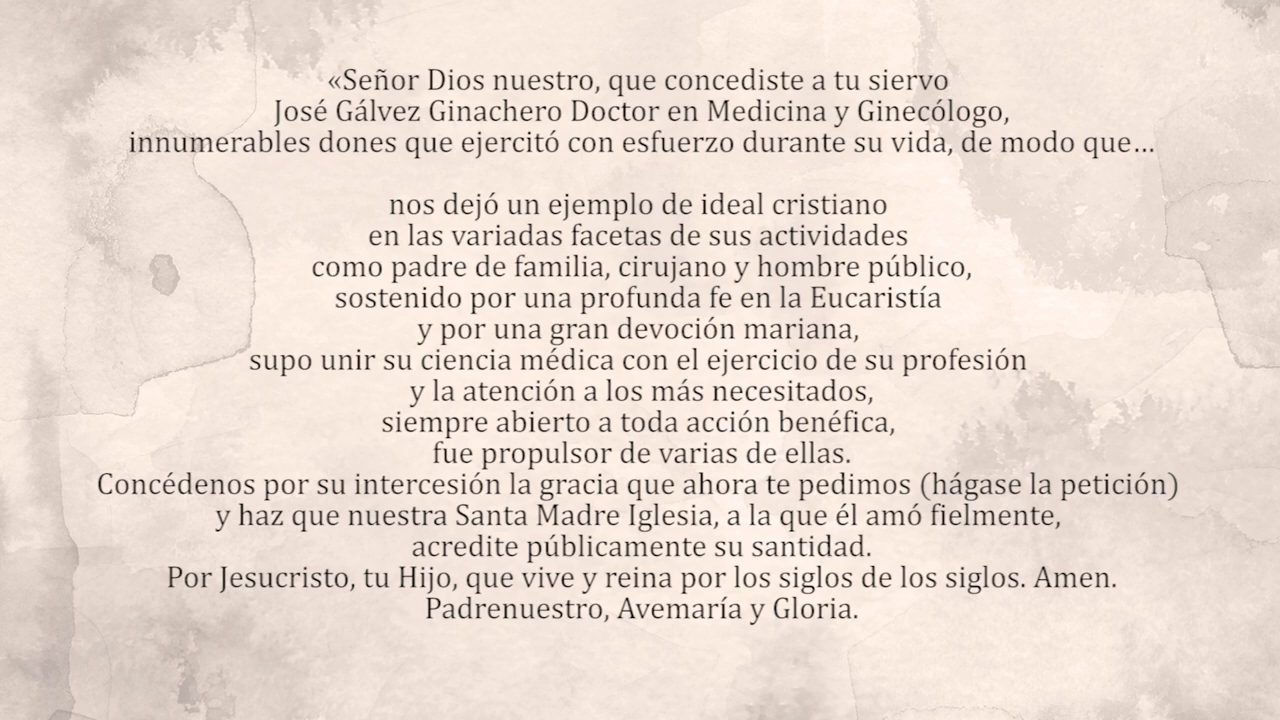 «Señor Dios nuestro, que concediste a tu siervo
José Gálvez Ginachero Doctor en Medicina y Ginecólogo,
innumerables dones que ejercitó con esfuerzo durante su vida, de modo que...
nos dejó un ejemplo de ideal cristiano
en las variadas facetas de sus actividades
como padre de familia, cirujano y hombre público,
sostenido por una profunda fe en la Eucaristía
y por una gran devoción mariana,
supo unir su ciencia médica con el ejercicio de su profesión
y la atención a los más necesitados,
siempre abierto a toda acción benéfica,
fue propulsor de varias de ellas.
Concédenos por su intercesión la gracia que ahora te pedimos (hágase la petición)
y haz que nuestra Santa Madre Iglesia, a la que él amó fielmente,
acredite públicamente su santidad.
Por Jesucristo, tu Hijo, que vive y reina por los siglos de los siglos. Amen.
Padrenuestro, Avemaría y Gloria.